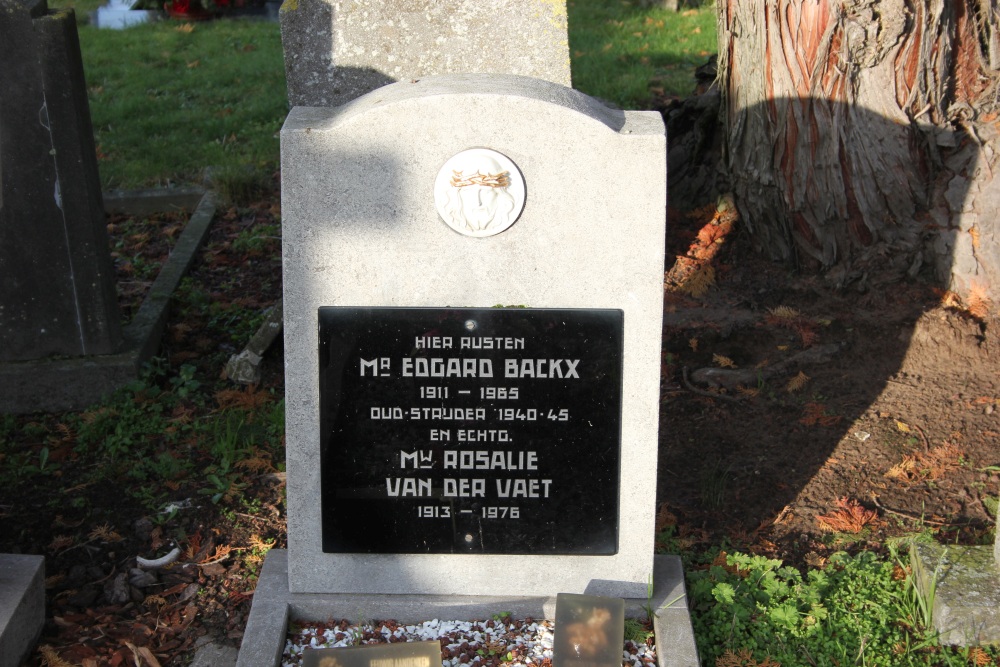 HIER RUSTEN
MR EDGARD BACKX
1911 – 1965
OUD-STRIJDER 1940-45
EN ECHTG.
MW ROSALIE
VAN DER VAET
1913 – 1976